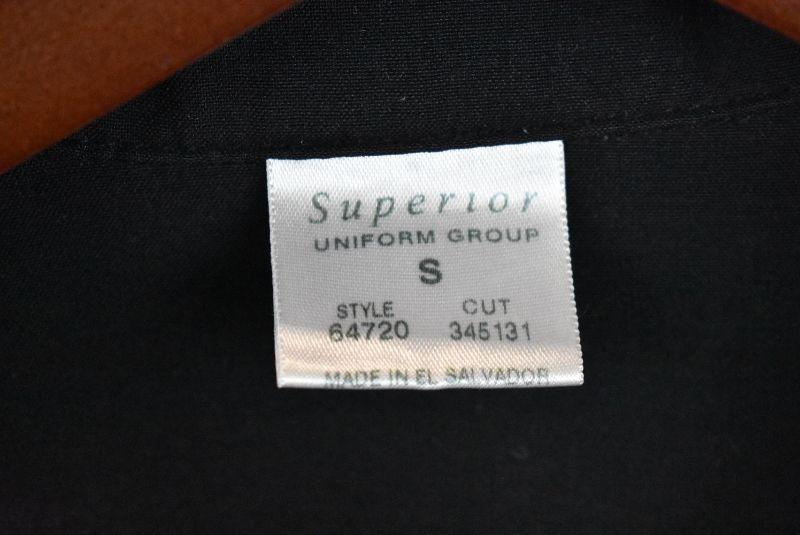 Superior
UNIFORM GROUP
S
STYLE CUT
64720 345131
MADE IN EL SALVADOR